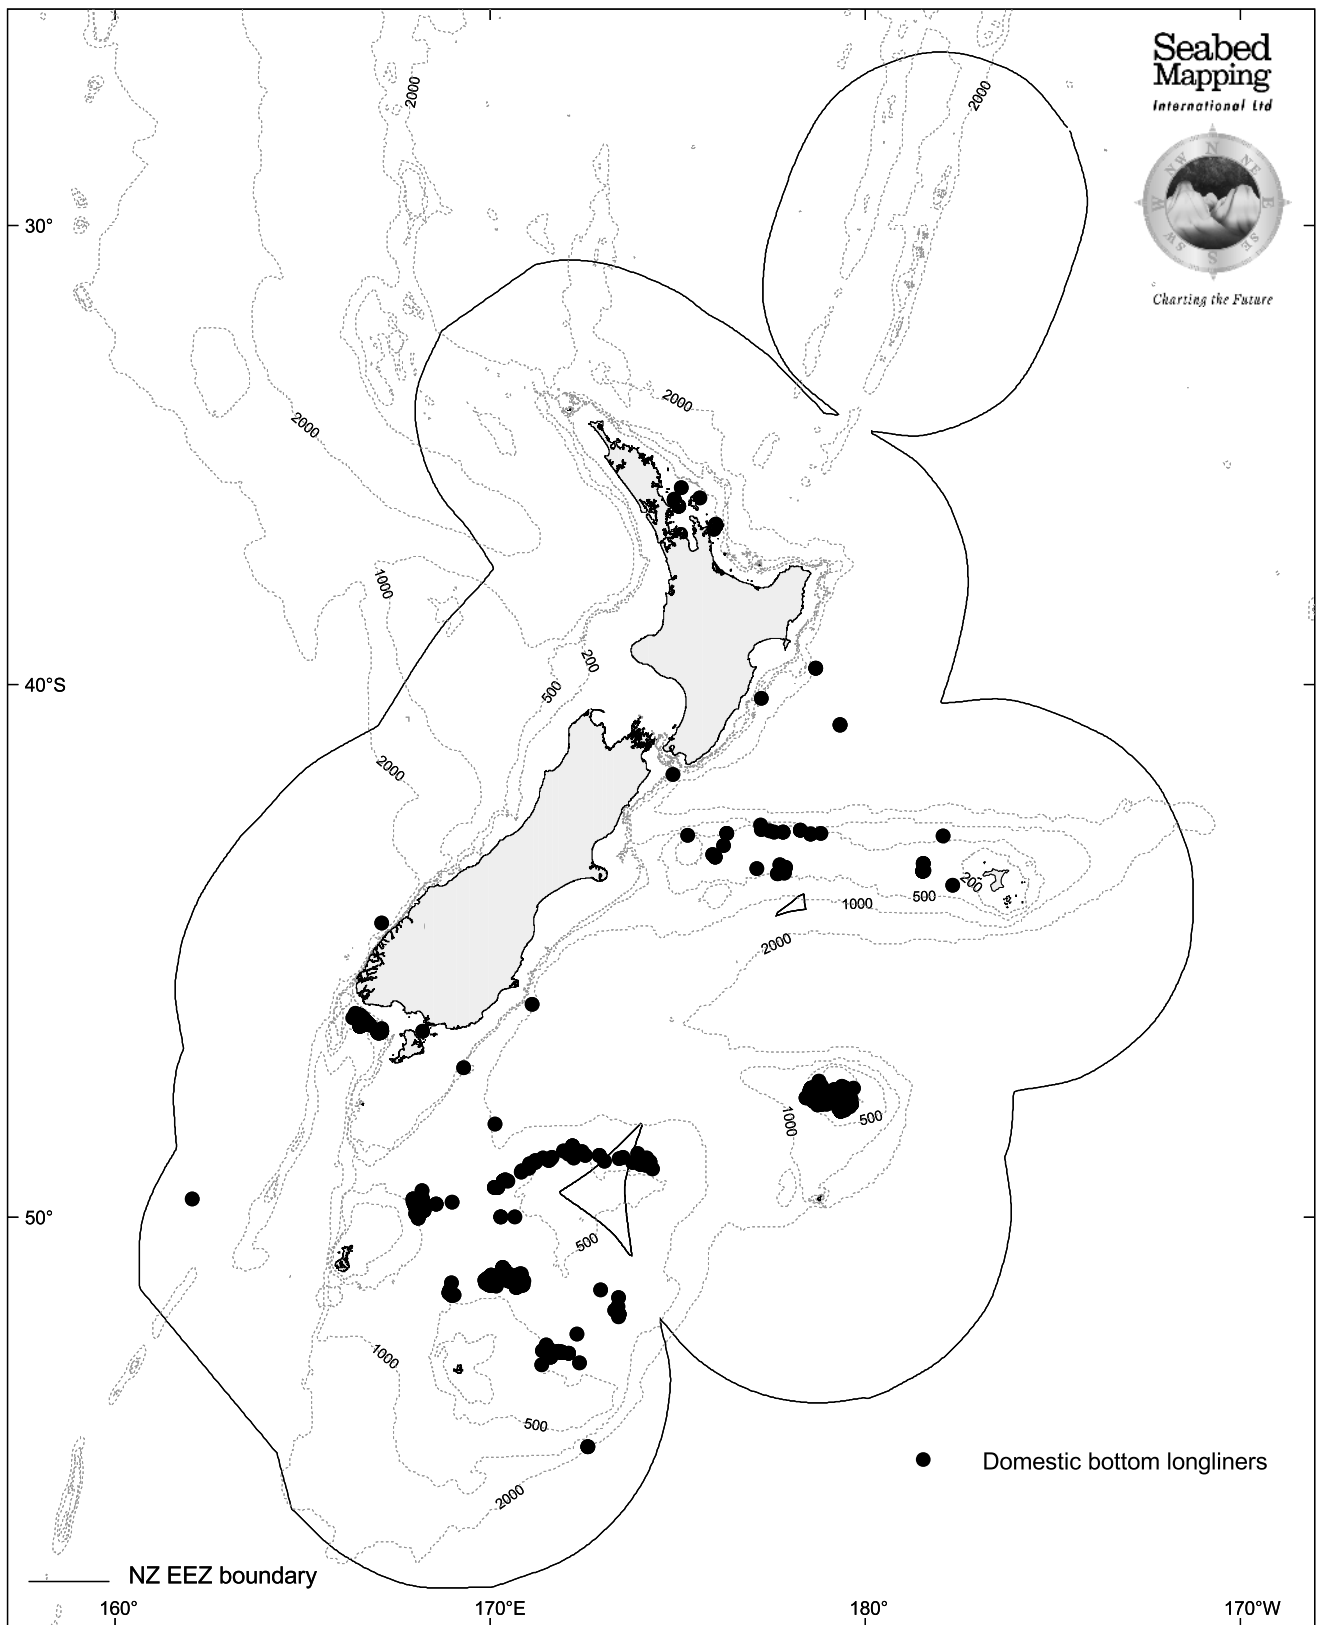 Seabed
Mapping
International Ltd
N
NE
E
SE
S
SW
W
NW
Charting the Future
2000
2000
30°
2000
2000
1000
200
500
40°S
2000
200
500
1000
2000
1000
500
50°
500
1000
500
2000
Domestic bottom longliners
NZ EEZ boundary
160°
170°E
180°
170°W